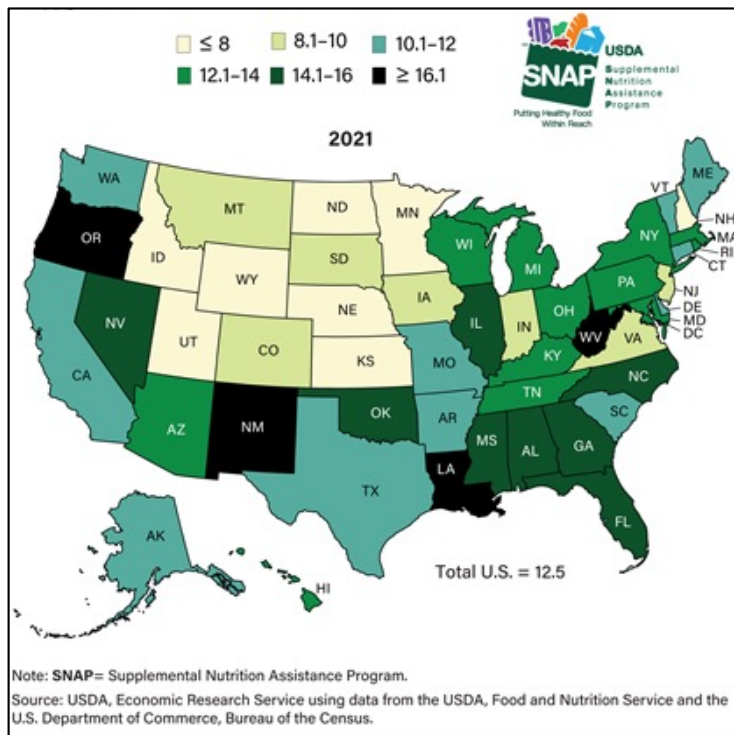 ≤ 8
8.1–10
10.1–12
12.1–14
14.1–16
≥ 16.1
SNAP
USDA
Supplemental
Nutrition
Assistance
Program
Putting Healthy Food
Within Reach
2021
WA
OR
CA
NV
ID
MT
WY
UT
CO
AZ
NM
ND
SD
NE
KS
OK
TX
MN
IA
MO
AR
LA
WI
IL
MI
IN
OH
KY
TN
MS
AL
GA
FL
SC
NC
VA
WV
PA
NY
VT
ME
NH
MA
RI
CT
NJ
DE
MD
DC
AK
HI
Total U.S. = 12.5
Note: SNAP= Supplemental Nutrition Assistance Program.
Source: USDA, Economic Research Service using data from the USDA, Food and Nutrition Service and the
U.S. Department of Commerce, Bureau of the Census.